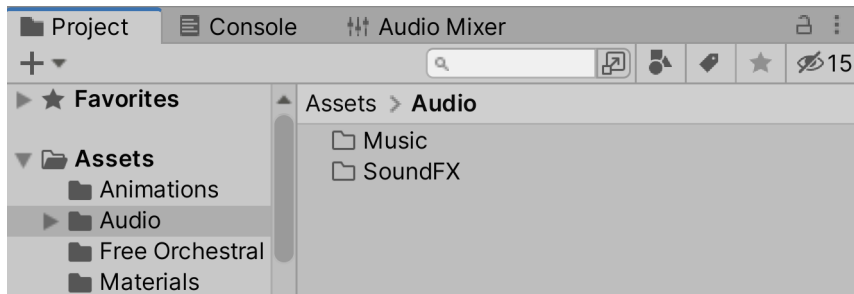 Project Console Audio Mixer
15
Favorites
Assets
Animations
Audio
Free Orchestral
Materials
Assets > Audio
Music
SoundFX